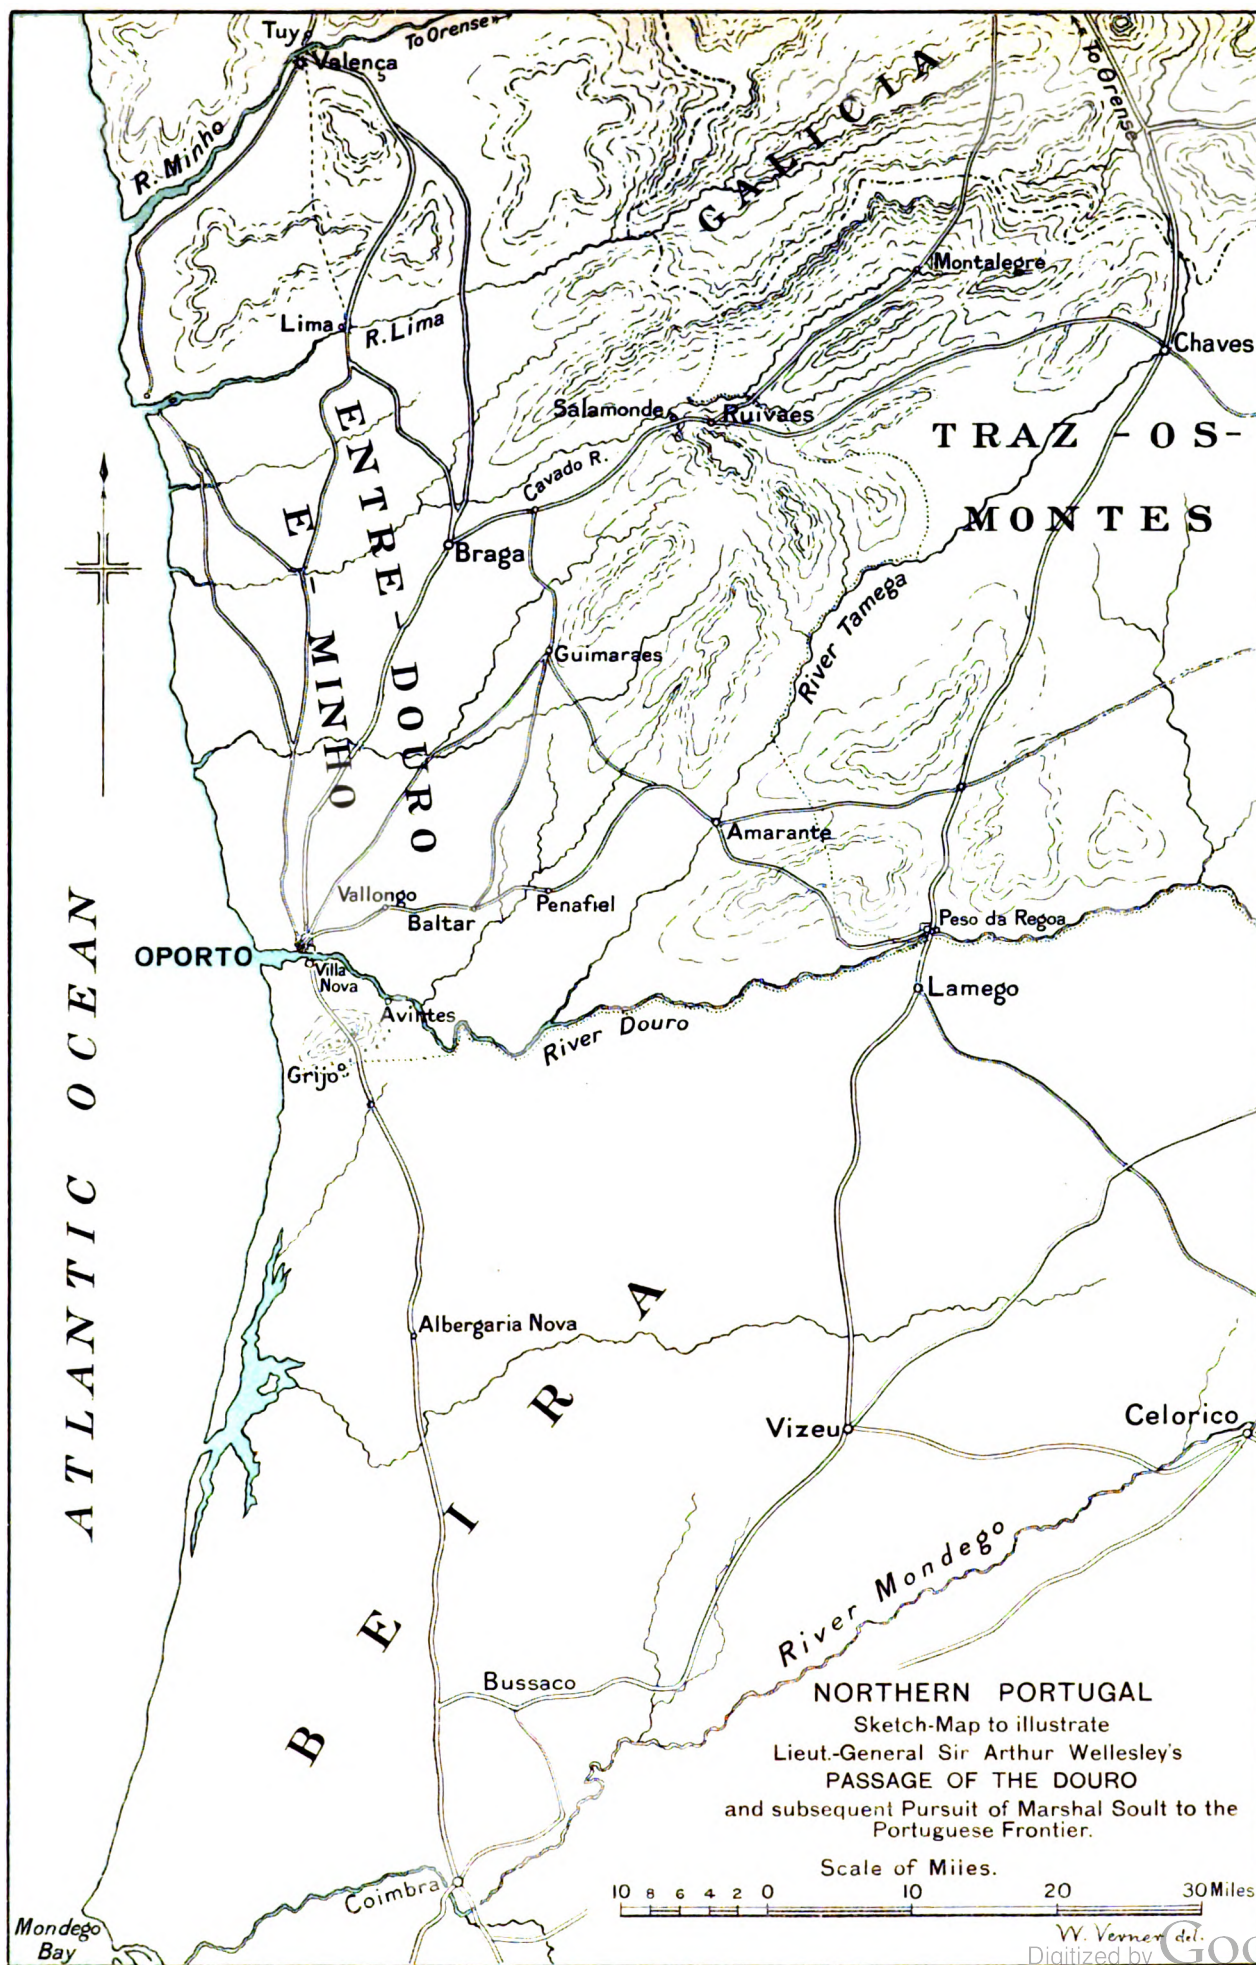 Tuy
To Orense
Valença
To Orense
R. Minho
GALICIA
Montalegre
Lima
R. Lima
Chaves
Salamonde
Ruivaes
TRAZ-OS-
MONTES
Cavado R.
ENTRE-DOURO
E-MINHO
Braga
River Tamega
Guimaraes
Amarante
Vallongo
Baltar
Penafiel
Peso da Regoa
OPORTO
Villa
Nova
Lamego
Avintes
River Douro
Grijo
ATLANTIC OCEAN
Albergaria Nova
BEIRA
Vizeu
Celorico
River Mondego
Bussaco
Coimbra
Mondego
Bay
NORTHERN PORTUGAL
Sketch-Map to illustrate
Lieut.-General Sir Arthur Wellesley's
PASSAGE OF THE DOURO
and subsequent Pursuit of Marshal Soult to the
Portuguese Frontier.
Scale of Miles.
10 8 6 4 2 0 10 20 30 Miles
W. Verner del.
Digitized by Goo